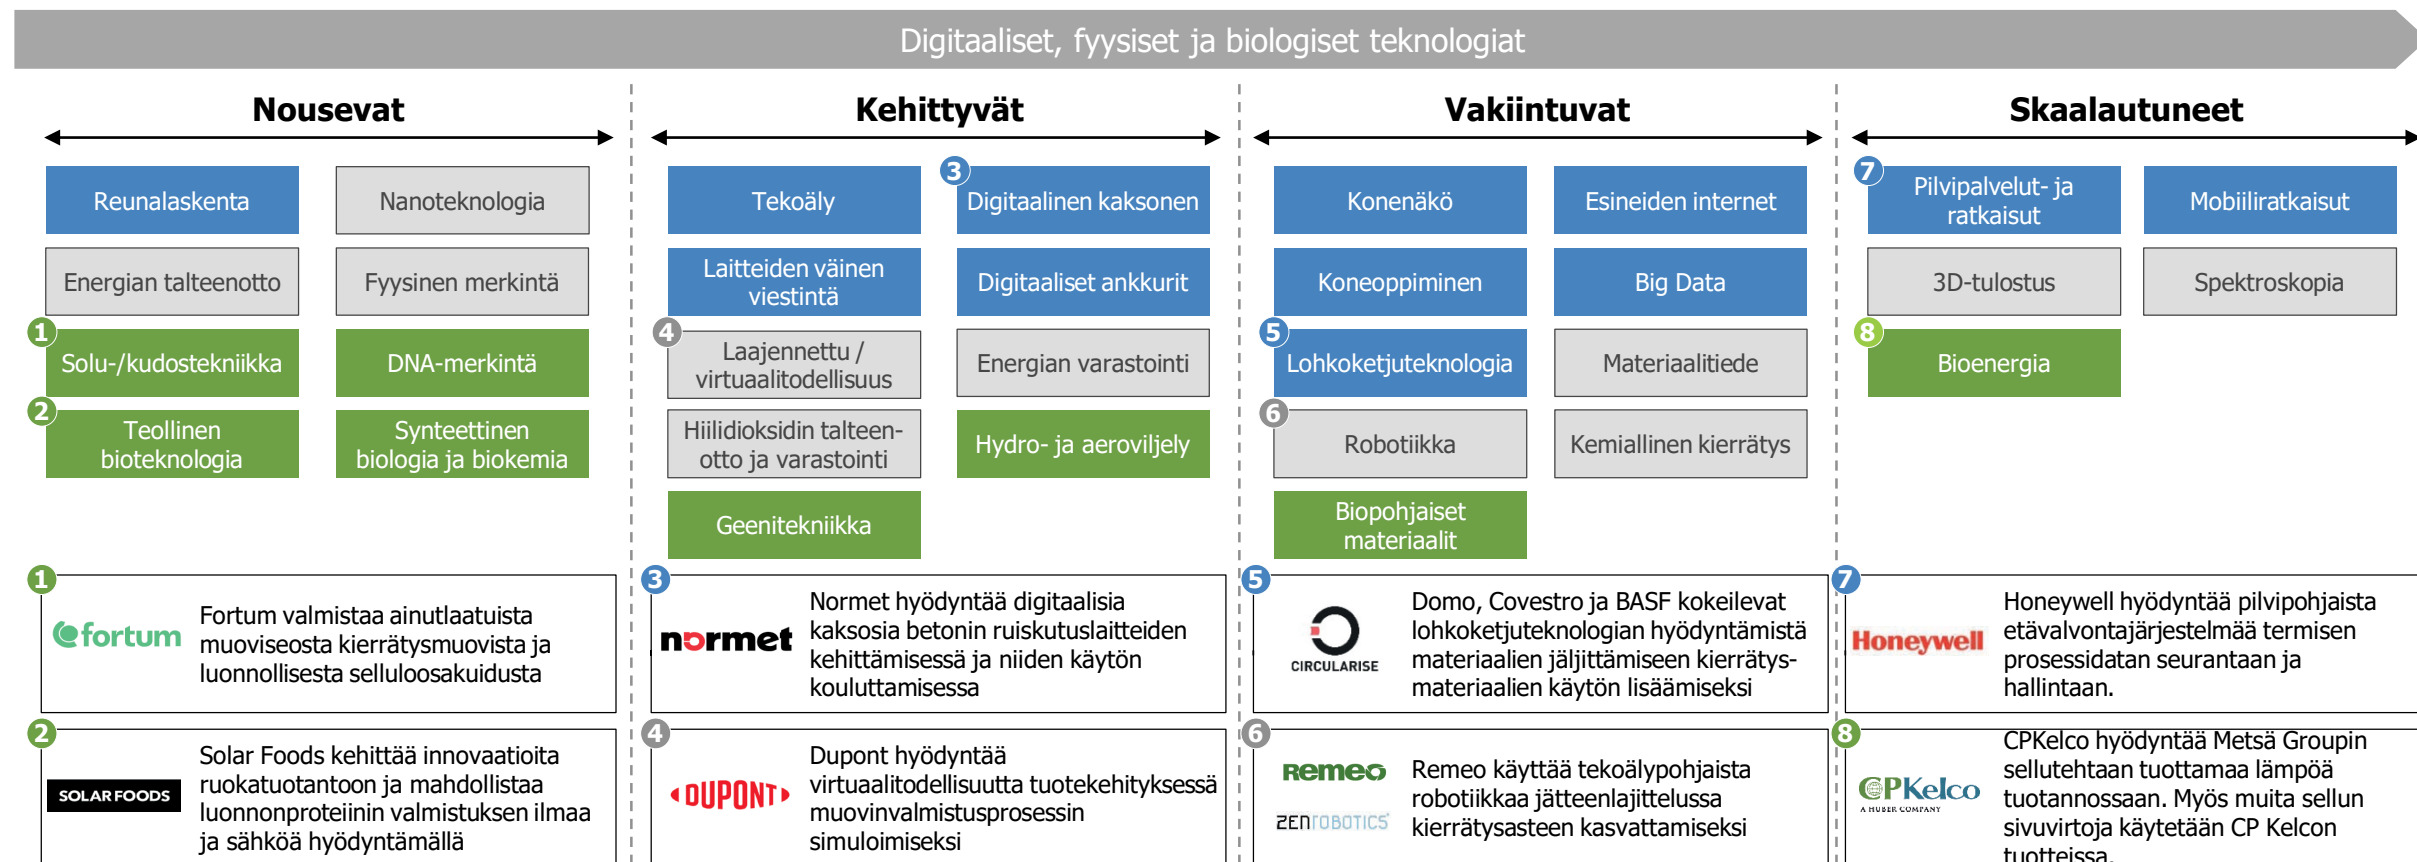 Digitaaliset, fyysiset ja biologiset teknologiat
Nousevat
Reunalaskenta
Nanoteknologia
Energian talteenotto
Fyysinen merkintä
1
Solu-/kudostekniikka
DNA-merkintä
2
Teollinen
bioteknologia
Synteettinen
biologia ja biokemia
Kehittyvät
Tekoäly
3
Digitaalinen kaksonen
Laitteiden väinen
viestintä
Digitaaliset ankkurit
4
Laajennettu /
virtuaalitodellisuus
Energian varastointi
Hiilidioksidin talteen-
otto ja varastointi
Hydro- ja aeroviljely
Geenitekniikka
Vakiintuvat
Konenäkö
Esineiden internet
Koneoppiminen
Big Data
5
Lohkoketjuteknologia
Materiaalitiede
6
Robotiikka
Kemiallinen kierrätys
Biopohjaiset
materiaalit
Skaalautuneet
7
Pilvipalvelut- ja
ratkaisut
Mobiiliratkaisut
3D-tulostus
Spektroskopia
8
Bioenergia
1
fortum
Fortum valmistaa ainutlaatuista
muoviseosta kierrätysmuovista ja
luonnollisesta selluloosakuidusta
3
normet
Normet hyödyntää digitaalisia
kaksosia betonin ruiskutuslaitteiden
kehittämisessä ja niiden käytön
kouluttamisessa
5
CIRCULARISE
Domo, Covestro ja BASF kokeilevat
lohkoketjuteknologian hyödyntämistä
materiaalien jäljittämiseen kierrätys-
materiaalien käytön lisäämiseksi
7
Honeywell
Honeywell hyödyntää pilvipohjaista
etävalvontajärjestelmää termisen
prosessidatan seurantaan ja
hallintaan.
2
SOLAR FOODS
Solar Foods kehittää innovaatioita
ruokatuotantoon ja mahdollistaa
luonnonproteiinin valmistuksen ilmaa
ja sähköä hyödyntämällä
4
DUPONT
Dupont hyödyntää
virtuaalitodellisuutta tuotekehityksessä
muovinvalmistusprosessin
simuloimiseksi
6
Remeo
ZENROBOTICS
Remeo käyttää tekoälypohjaista
robotiikkaa jätteenlajittelussa
kierrätysasteen kasvattamiseksi
8
CPKelco
A HUBER COMPANY
CPKelco hyödyntää Metsä Groupin
sellutehtaan tuottamaa lämpöä
tuotannossaan. Myös muita sellun
sivuvirtoja käytetään CP Kelcon
tuotteissa.